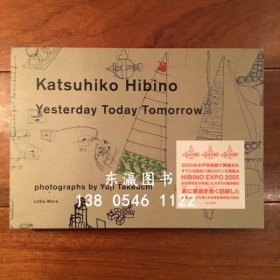 Katsuhiko Hibino
Yesterday Today Tomorrow
photographs by Yuji Takeuchi
Little More
东瀛图书
138 0546 1122
HIBINO EXPO 2005